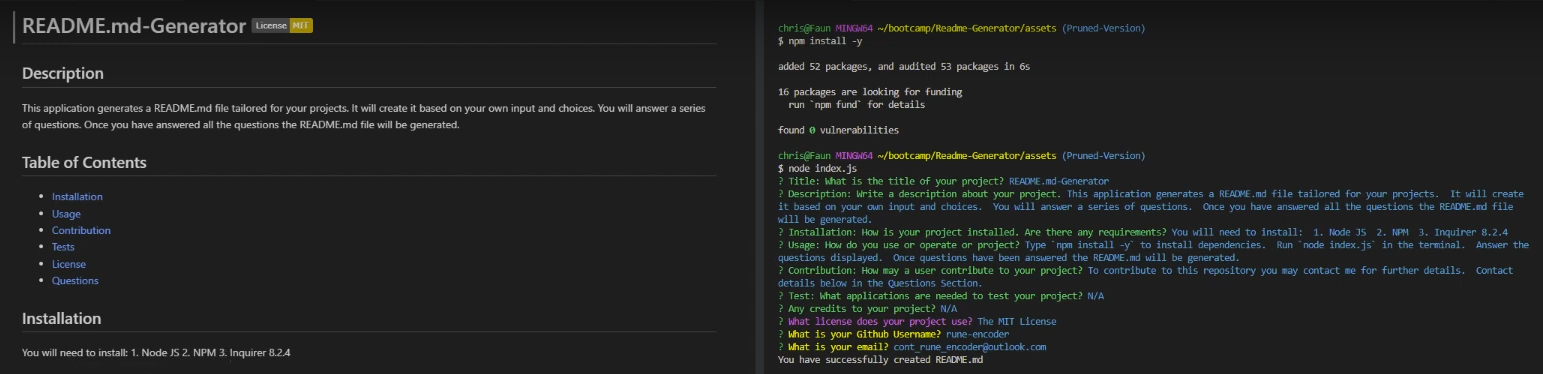 README.md-Generator License MIT
Description
This application generates a README.md file tailored for your projects. It will create it based on your own input and choices. You will answer a series
of questions. Once you have answered all the questions the README.md file will be generated.
Table of Contents
Installation
Usage
Contribution
Tests
License
Questions
Installation
You will need to install: 1. Node JS 2. NPM 3. Inquirer 8.2.4
chris@Faun MINGW64 ~/bootcamp/Readme-Generator/assets (Pruned-Version)
$ npm install -y
added 52 packages, and audited 53 packages in 6s
16 packages are looking for funding
run `npm fund` for details
found 0 vulnerabilities
chris@Faun MINGW64 ~/bootcamp/Readme-Generator/assets (Pruned-Version)
$ node index.js
? Title: What is the title of your project? README.md-Generator
? Description: Write a description about your project. This application generates a README.md file tailored for your projects.  It will create
it based on your own input and choices.  You will answer a series of questions.  Once you have answered all the questions the README.md file
will be generated.
? Installation: How is your project installed. Are there any requirements? You will need to install:  1. Node JS  2. NPM  3. Inquirer 8.2.4
? Usage: How do you use or operate or project? Type `npm install -y` to install dependencies.  Run `node index.js` in the terminal.  Answer the
questions displayed.  Once questions have been answered the README.md will be generated.
? Contribution: How may a user contribute to your project? To contribute to this repository you may contact me for further details.  Contact
details below in the Questions Section.
? Test: What applications are needed to test your project? N/A
? Any credits to your project? N/A
? What license does your project use? The MIT License
? What is your Github Username? rune-encoder
? What is your email? cont_rune_encoder@outlook.com
You have successfully created README.md